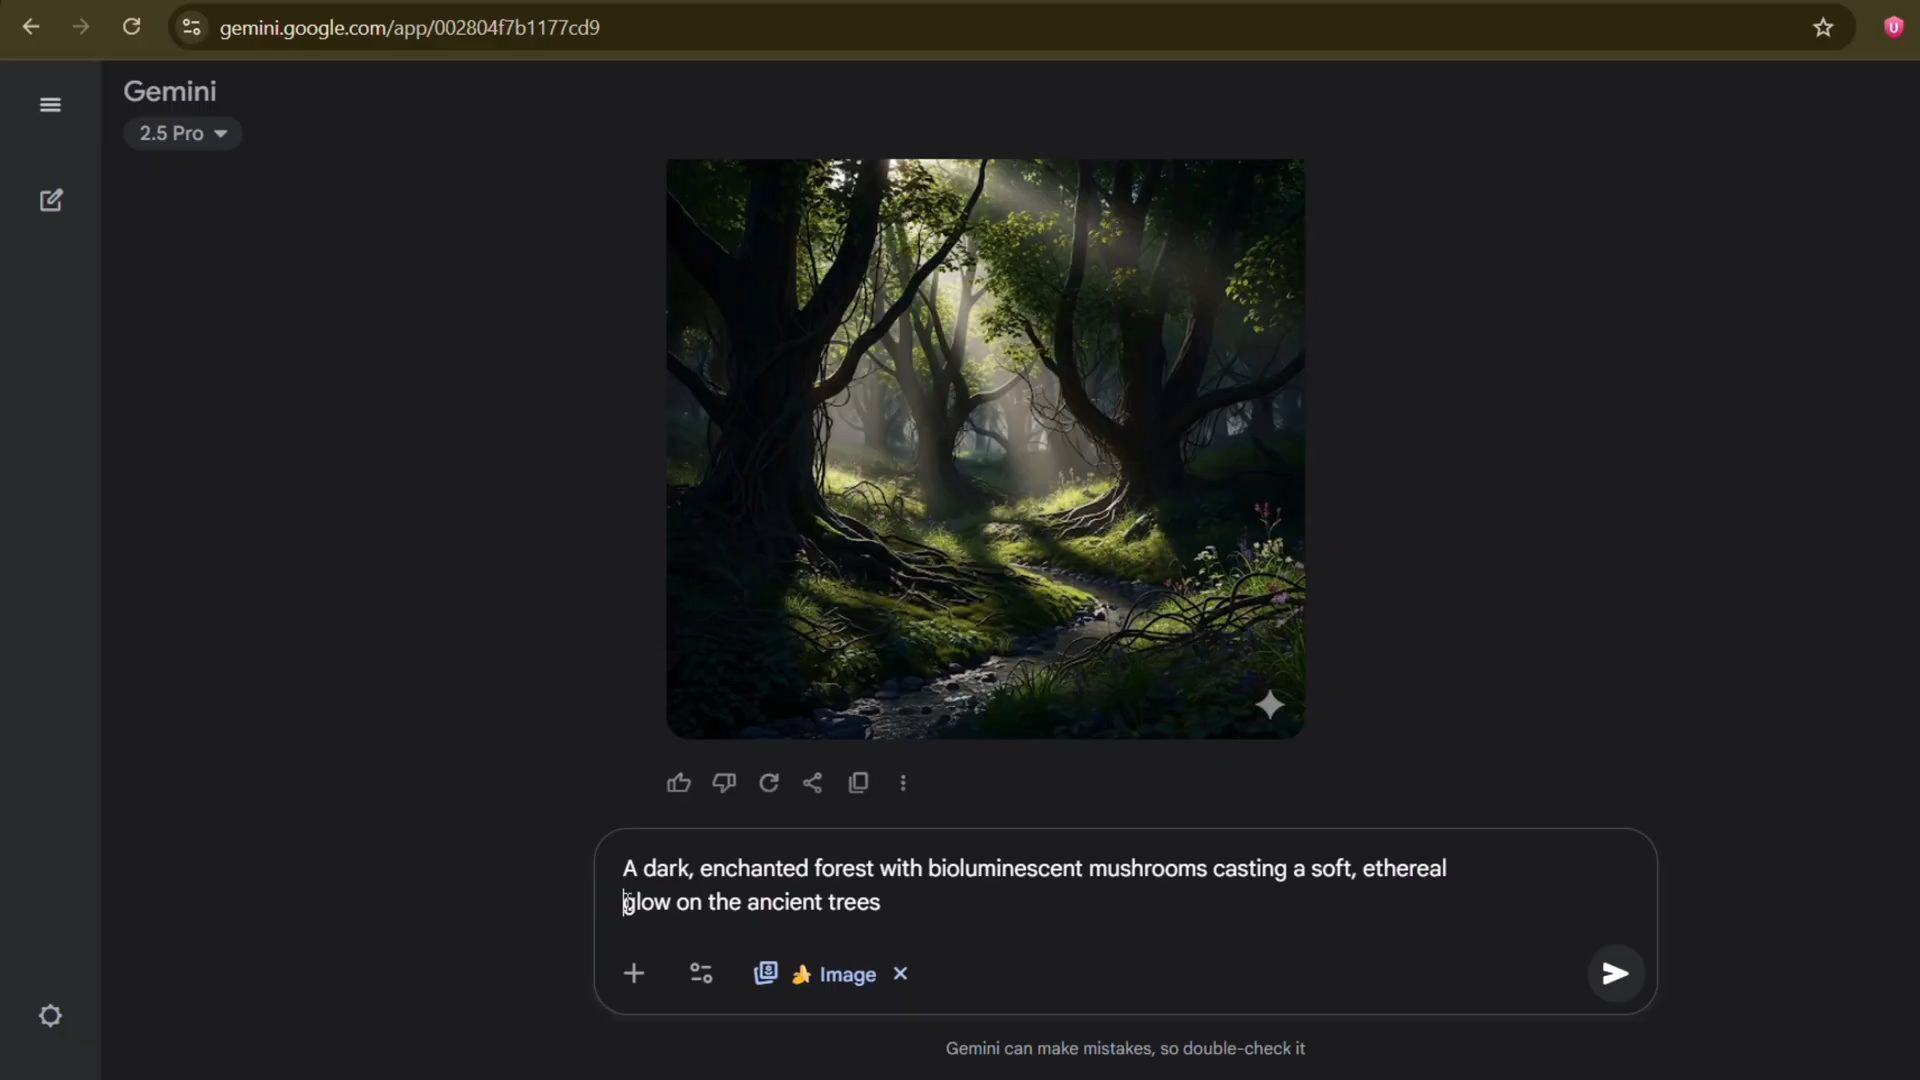 gemini.google.com/app/002804f7b1177cd9
Gemini
2.5 Pro
A dark, enchanted forest with bioluminescent mushrooms casting a soft, ethereal
glow on the ancient trees
Image
Gemini can make mistakes, so double-check it